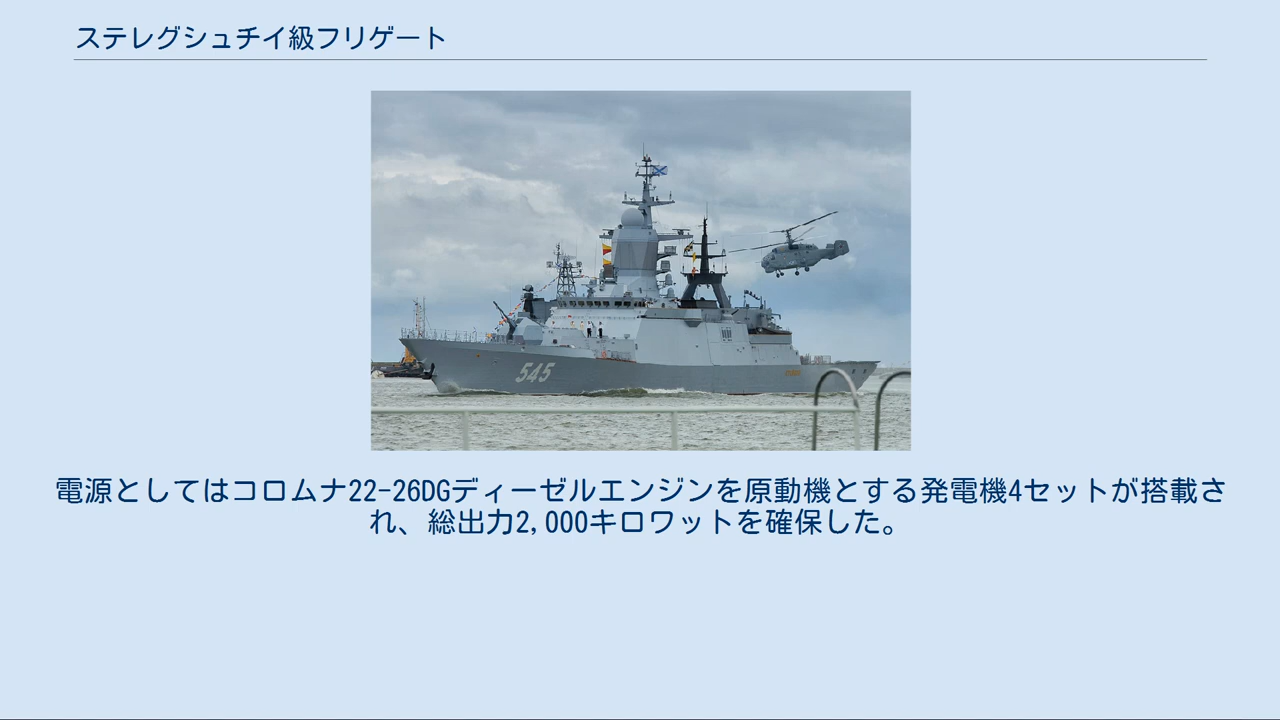 ステレグシュチイ級フリゲート
545
電源としてはコロムナ22-26DGディーゼルエンジンを原動機とする発電機4セットが搭載さ
れ、総出力2,000キロワットを確保した。